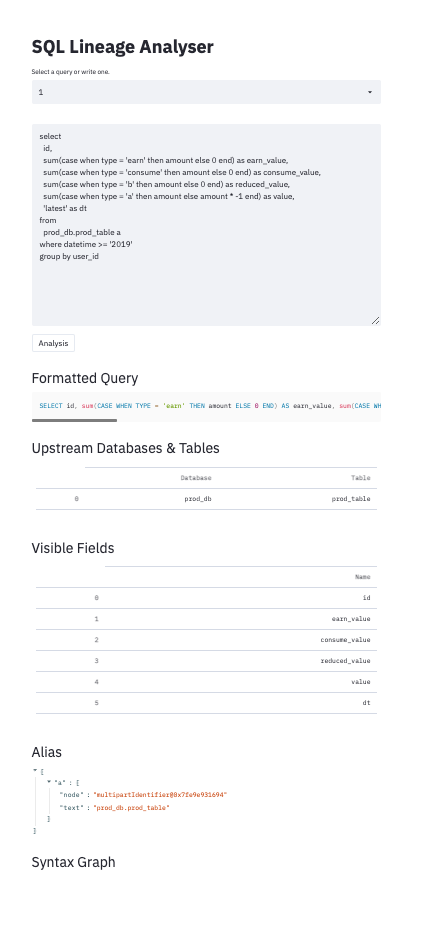 SQL Lineage Analyser
Select a query or write one.
1
select
id,
sum(case when type = 'earn' then amount else 0 end) as earn_value,
sum(case when type = 'consume' then amount else 0 end) as consume_value,
sum(case when type = 'b' then amount else 0 end) as reduced_value,
sum(case when type = 'a' then amount else amount * -1 end) as value,
'latest' as dt
from
prod_db.prod_table a
where datetime >= '2019'
group by user_id
Analysis
Formatted Query
SELECT id, sum(CASE WHEN TYPE = 'earn' THEN amount ELSE 0 END) AS earn_value, sum(CASE WH
Upstream Databases & Tables
Database Table
0 prod_db prod_table
Visible Fields
Name
0 id
1 earn_value
2 consume_value
3 reduced_value
4 value
5 dt
Alias
[
"a" : [
"node" : "multipartIdentifier@0x7fe9e931694"
"text" : "prod_db.prod_table"
]
]
Syntax Graph